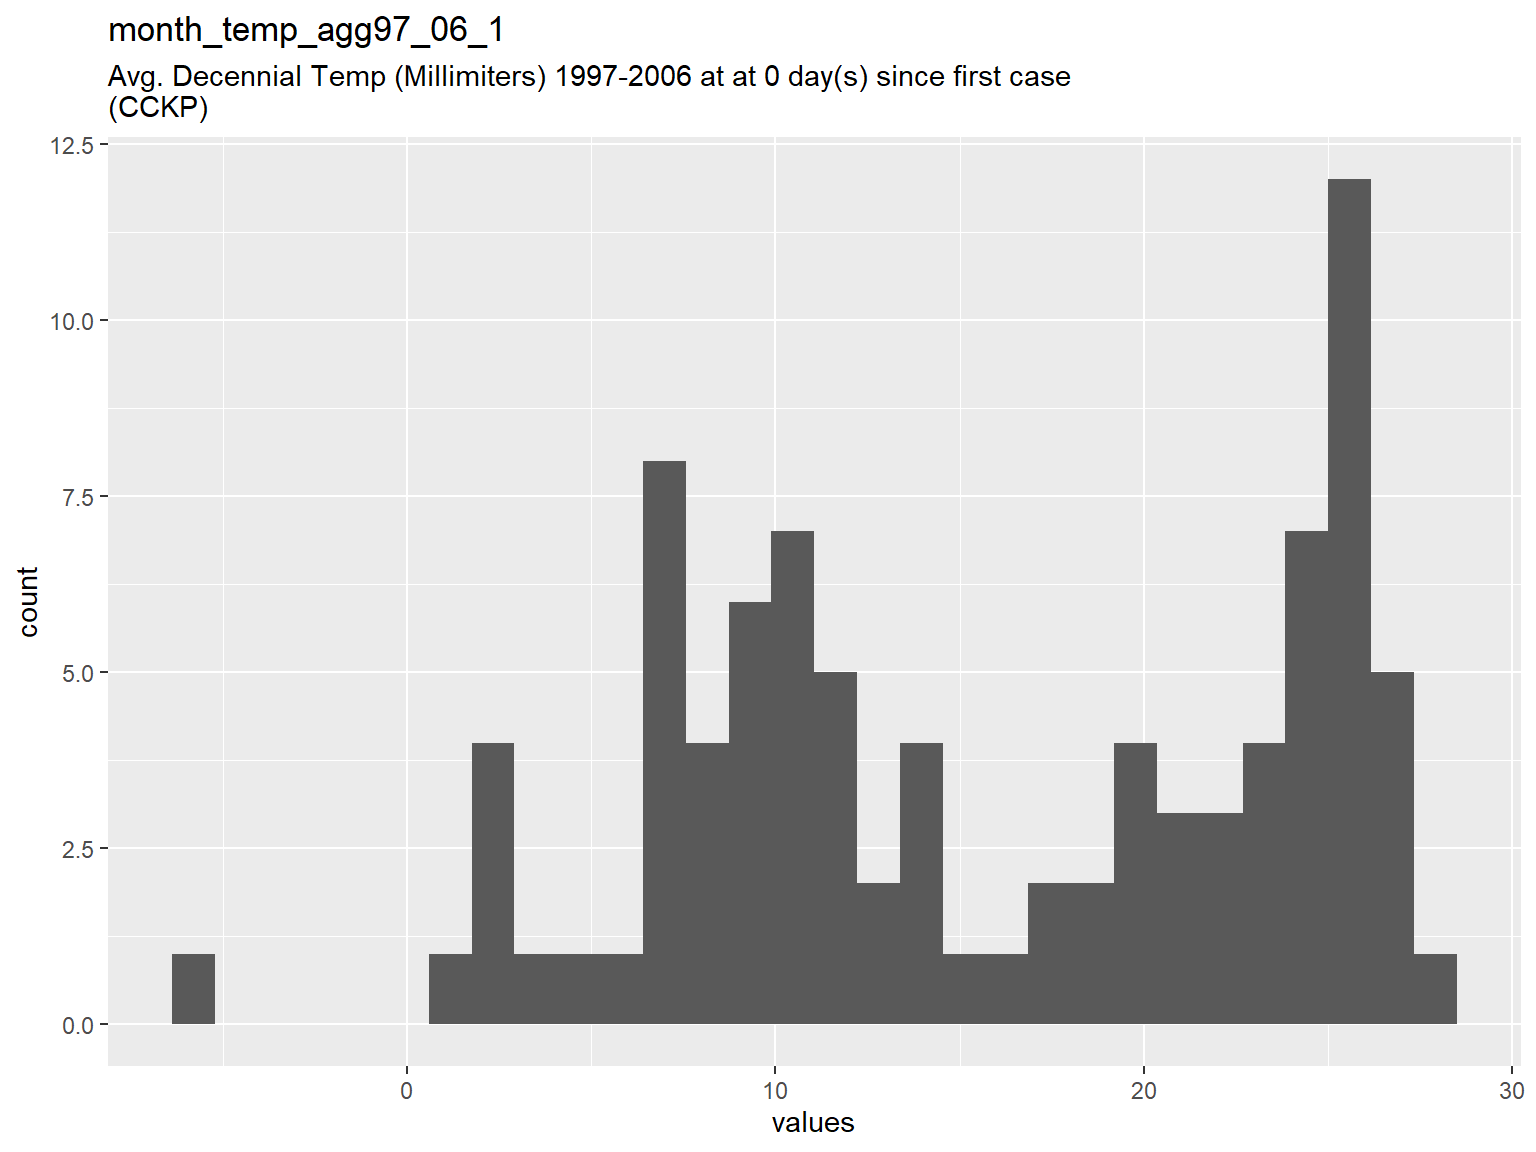 month_temp_agg97_06_1
Avg. Decennial Temp (Millimiters) 1997-2006 at at 0 day(s) since first case
(CCKP)
12.5
10.0
7.5
5.0
2.5
0.0
count
0 10 20 30
values